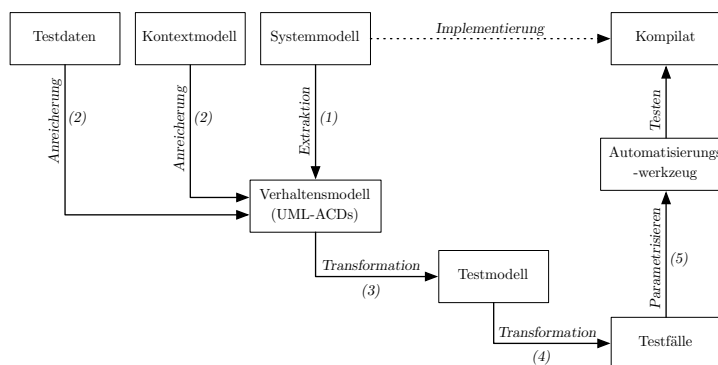 Testdaten
Kontextmodell
Systemmodell
Implementierung
Kompilat
Anreicherung
(2)
Anreicherung
(2)
Extraktion
(1)
Testen
Automatisierungs
-werkzeug
Verhaltensmodell
(UML-ACDs)
Transformation
(3)
Testmodell
Parametrisieren
(5)
Transformation
(4)
Testfälle